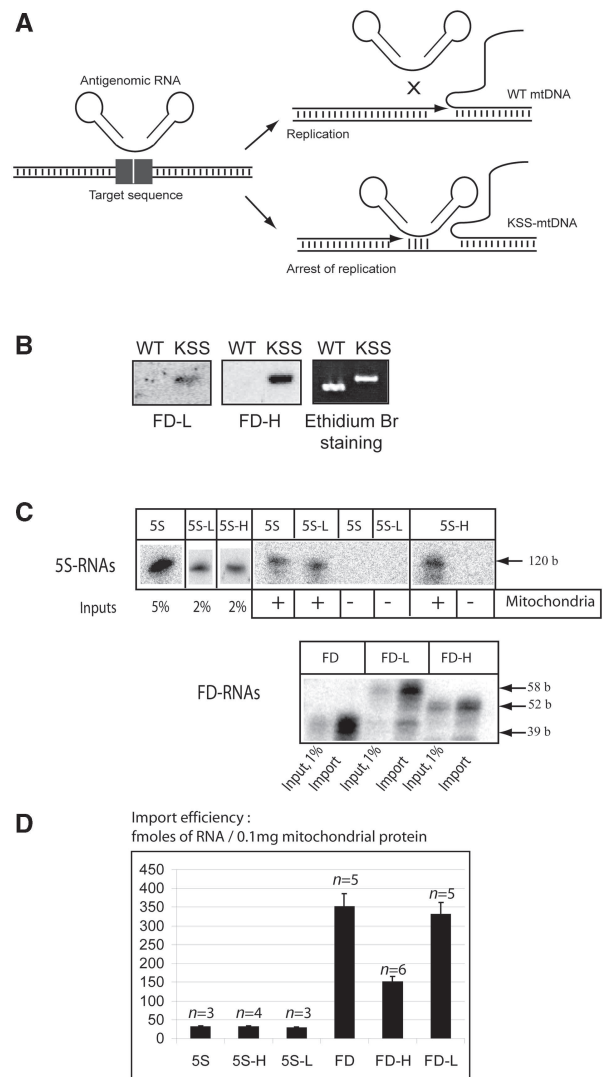 A
Antigenomic RNA
Target sequence
WT mtDNA
Replication
KSS-mtDNA
Arrest of replication
B
WT KSS WT KSS WT KSS
FD-L FD-H Ethidium Br
staining
C
5S 5S-L 5S-H 5S 5S-L 5S 5S-L 5S-H
5S-RNAs
120 b
Inputs 5% 2% 2% + + - - + - Mitochondria
FD FD-L FD-H
FD-RNAs
58 b
52 b
39 b
Input, 1% Import Input, 1% Import Input, 1% Import
D
Import efficiency :
fmoles of RNA / 0.1mg mitochondrial protein
450
400
350
300
250
200
150
100
50
0
n=3 n=4 n=3 n=5 n=6 n=5
5S 5S-H 5S-L FD FD-H FD-L